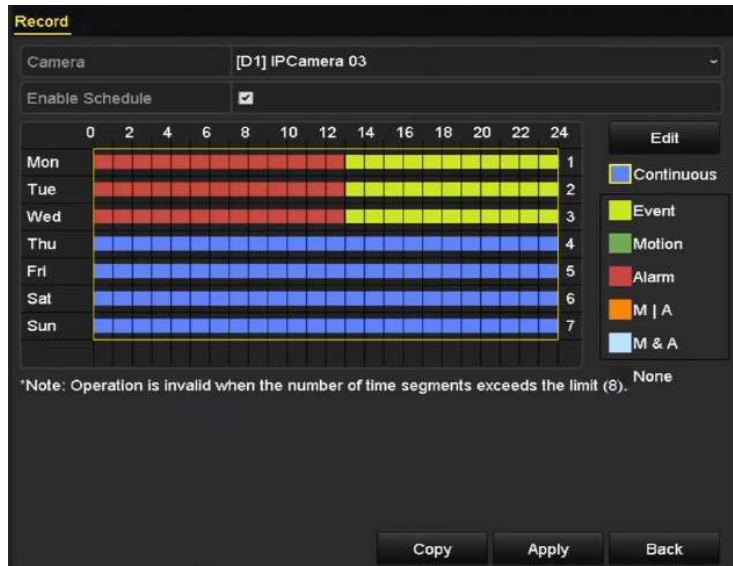 Record
Camera [D1] IPCamera 03
Enable Schedule
0 2 4 6 8 10 12 14 16 18 20 22 24
Edit
Mon 1
Continuous
Tue 2
Wed 3
Event
Thu 4
Motion
Fri 5
Alarm
Sat 6
M | A
Sun 7
M & A
None
*Note: Operation is invalid when the number of time segments exceeds the limit (8).
Copy Apply Back